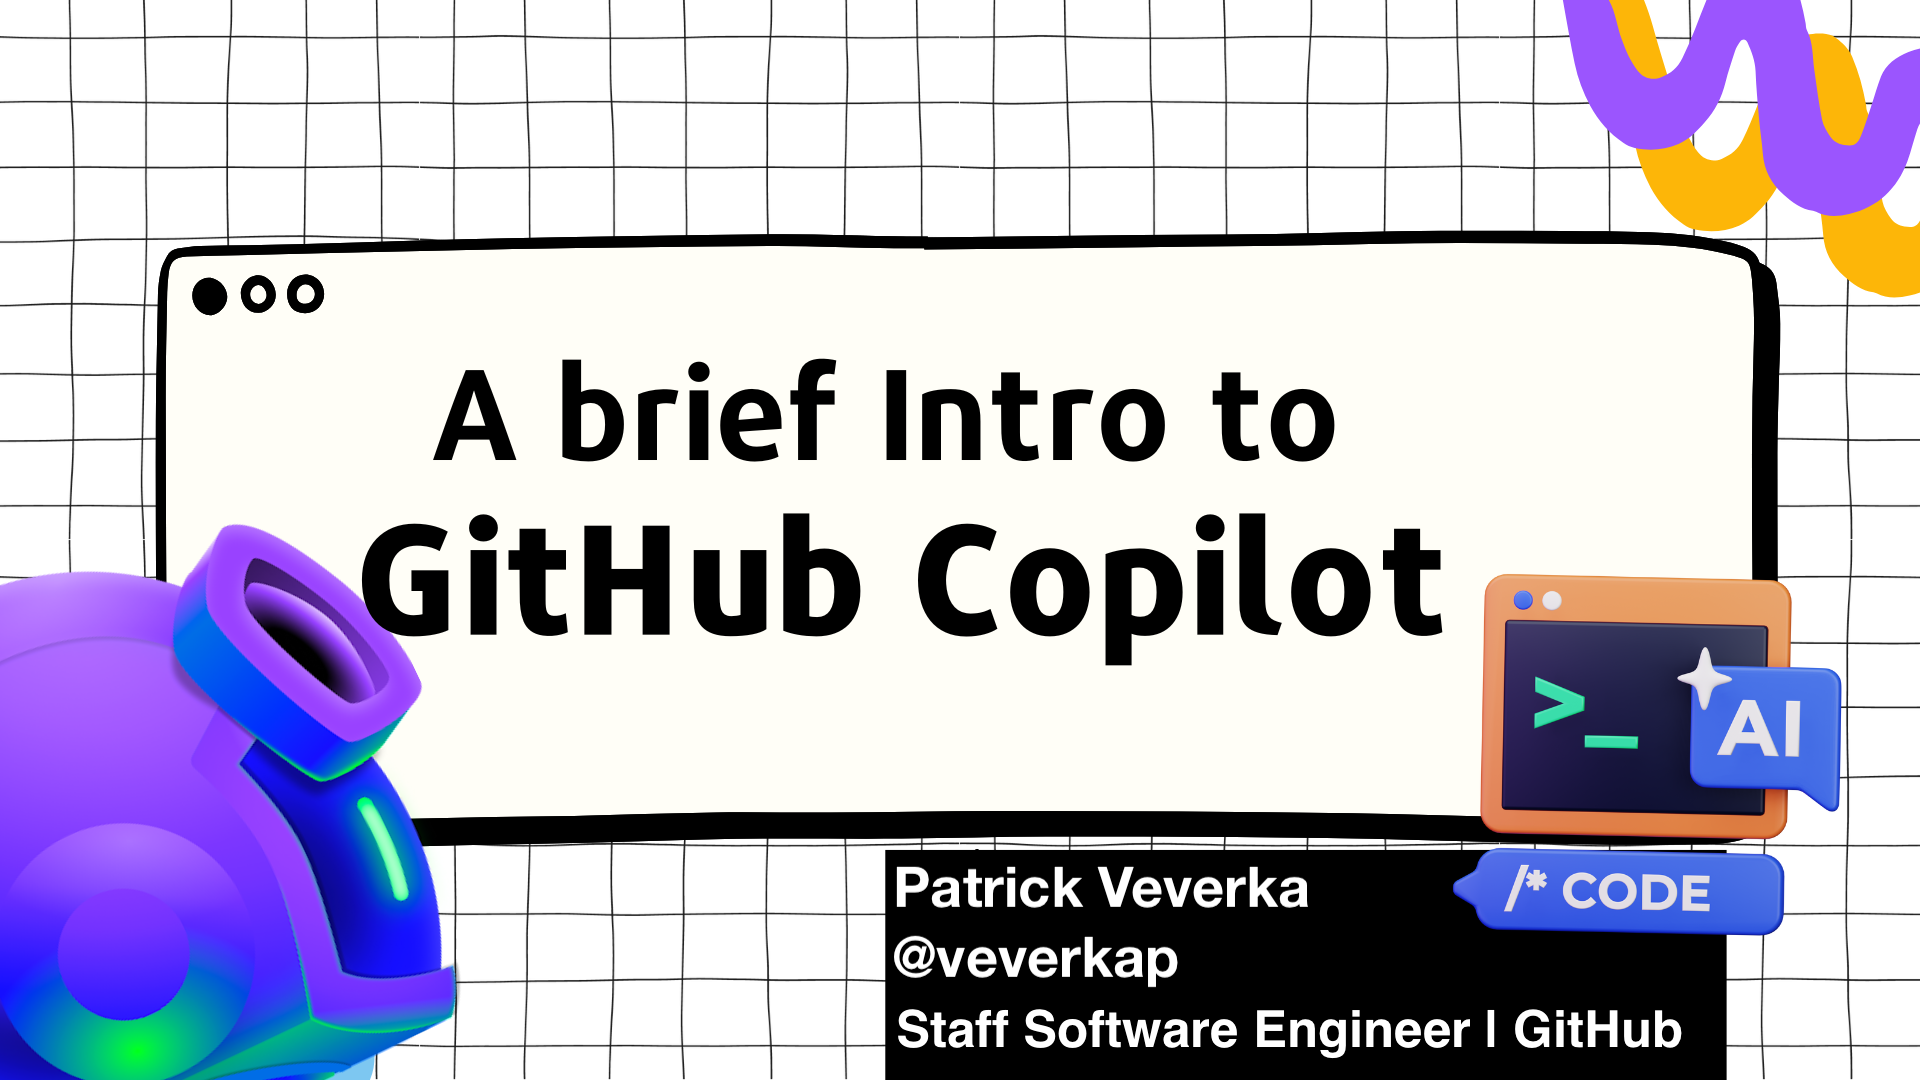 A brief Intro to
GitHub Copilot
>_
AI
/* CODE
Patrick Veverka
@veverkap
Staff Software Engineer | GitHub